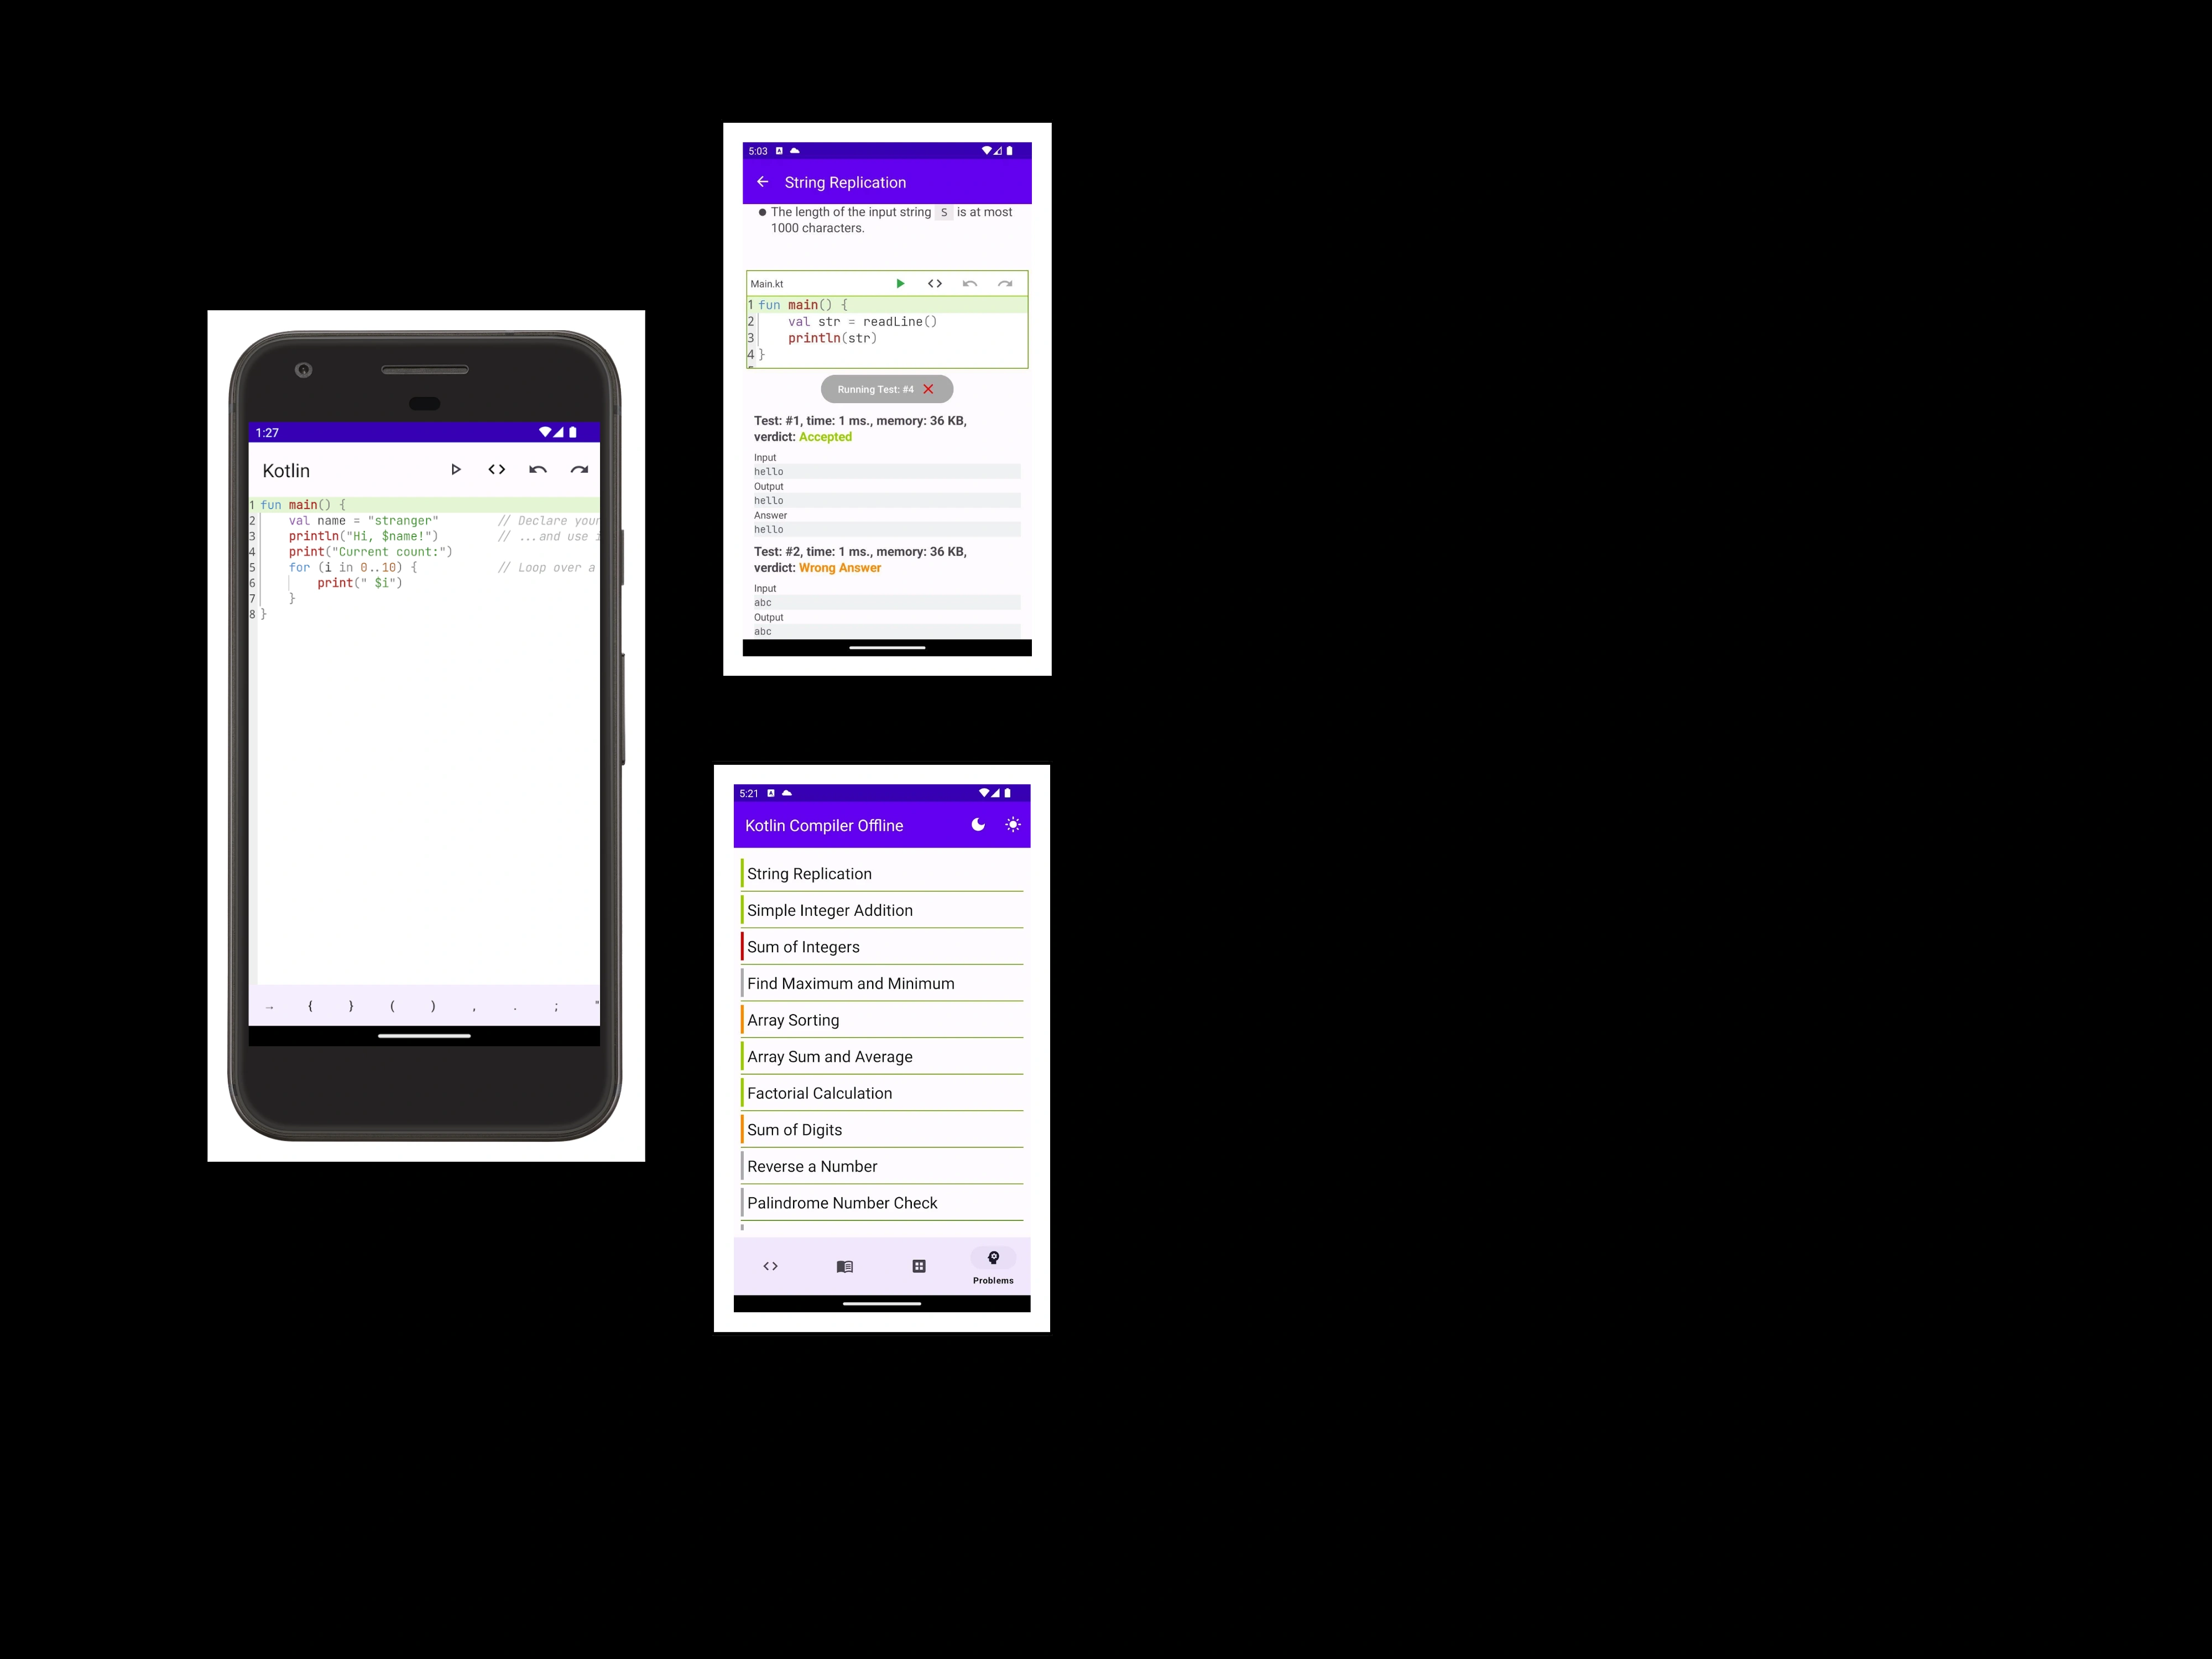 1:27
Kotlin
1 fun main() {
2     val name = "stranger"        // Declare your
3     println("Hi, $name!")        // ...and use i
4     print("Current count:")
5     for (i in 0..10) {           // Loop over a
6         print(" $i")
7     }
8 }
→ { } ( ) , . ; "
5:03
String Replication
● The length of the input string S is at most
1000 characters.
Main.kt
1 fun main() {
2     val str = readLine()
3     println(str)
4 }
Running Test: #4
Test: #1, time: 1 ms., memory: 36 KB,
verdict: Accepted
Input
hello
Output
hello
Answer
hello
Test: #2, time: 1 ms., memory: 36 KB,
verdict: Wrong Answer
Input
abc
Output
abc
5:21
Kotlin Compiler Offline
String Replication
Simple Integer Addition
Sum of Integers
Find Maximum and Minimum
Array Sorting
Array Sum and Average
Factorial Calculation
Sum of Digits
Reverse a Number
Palindrome Number Check
Problems